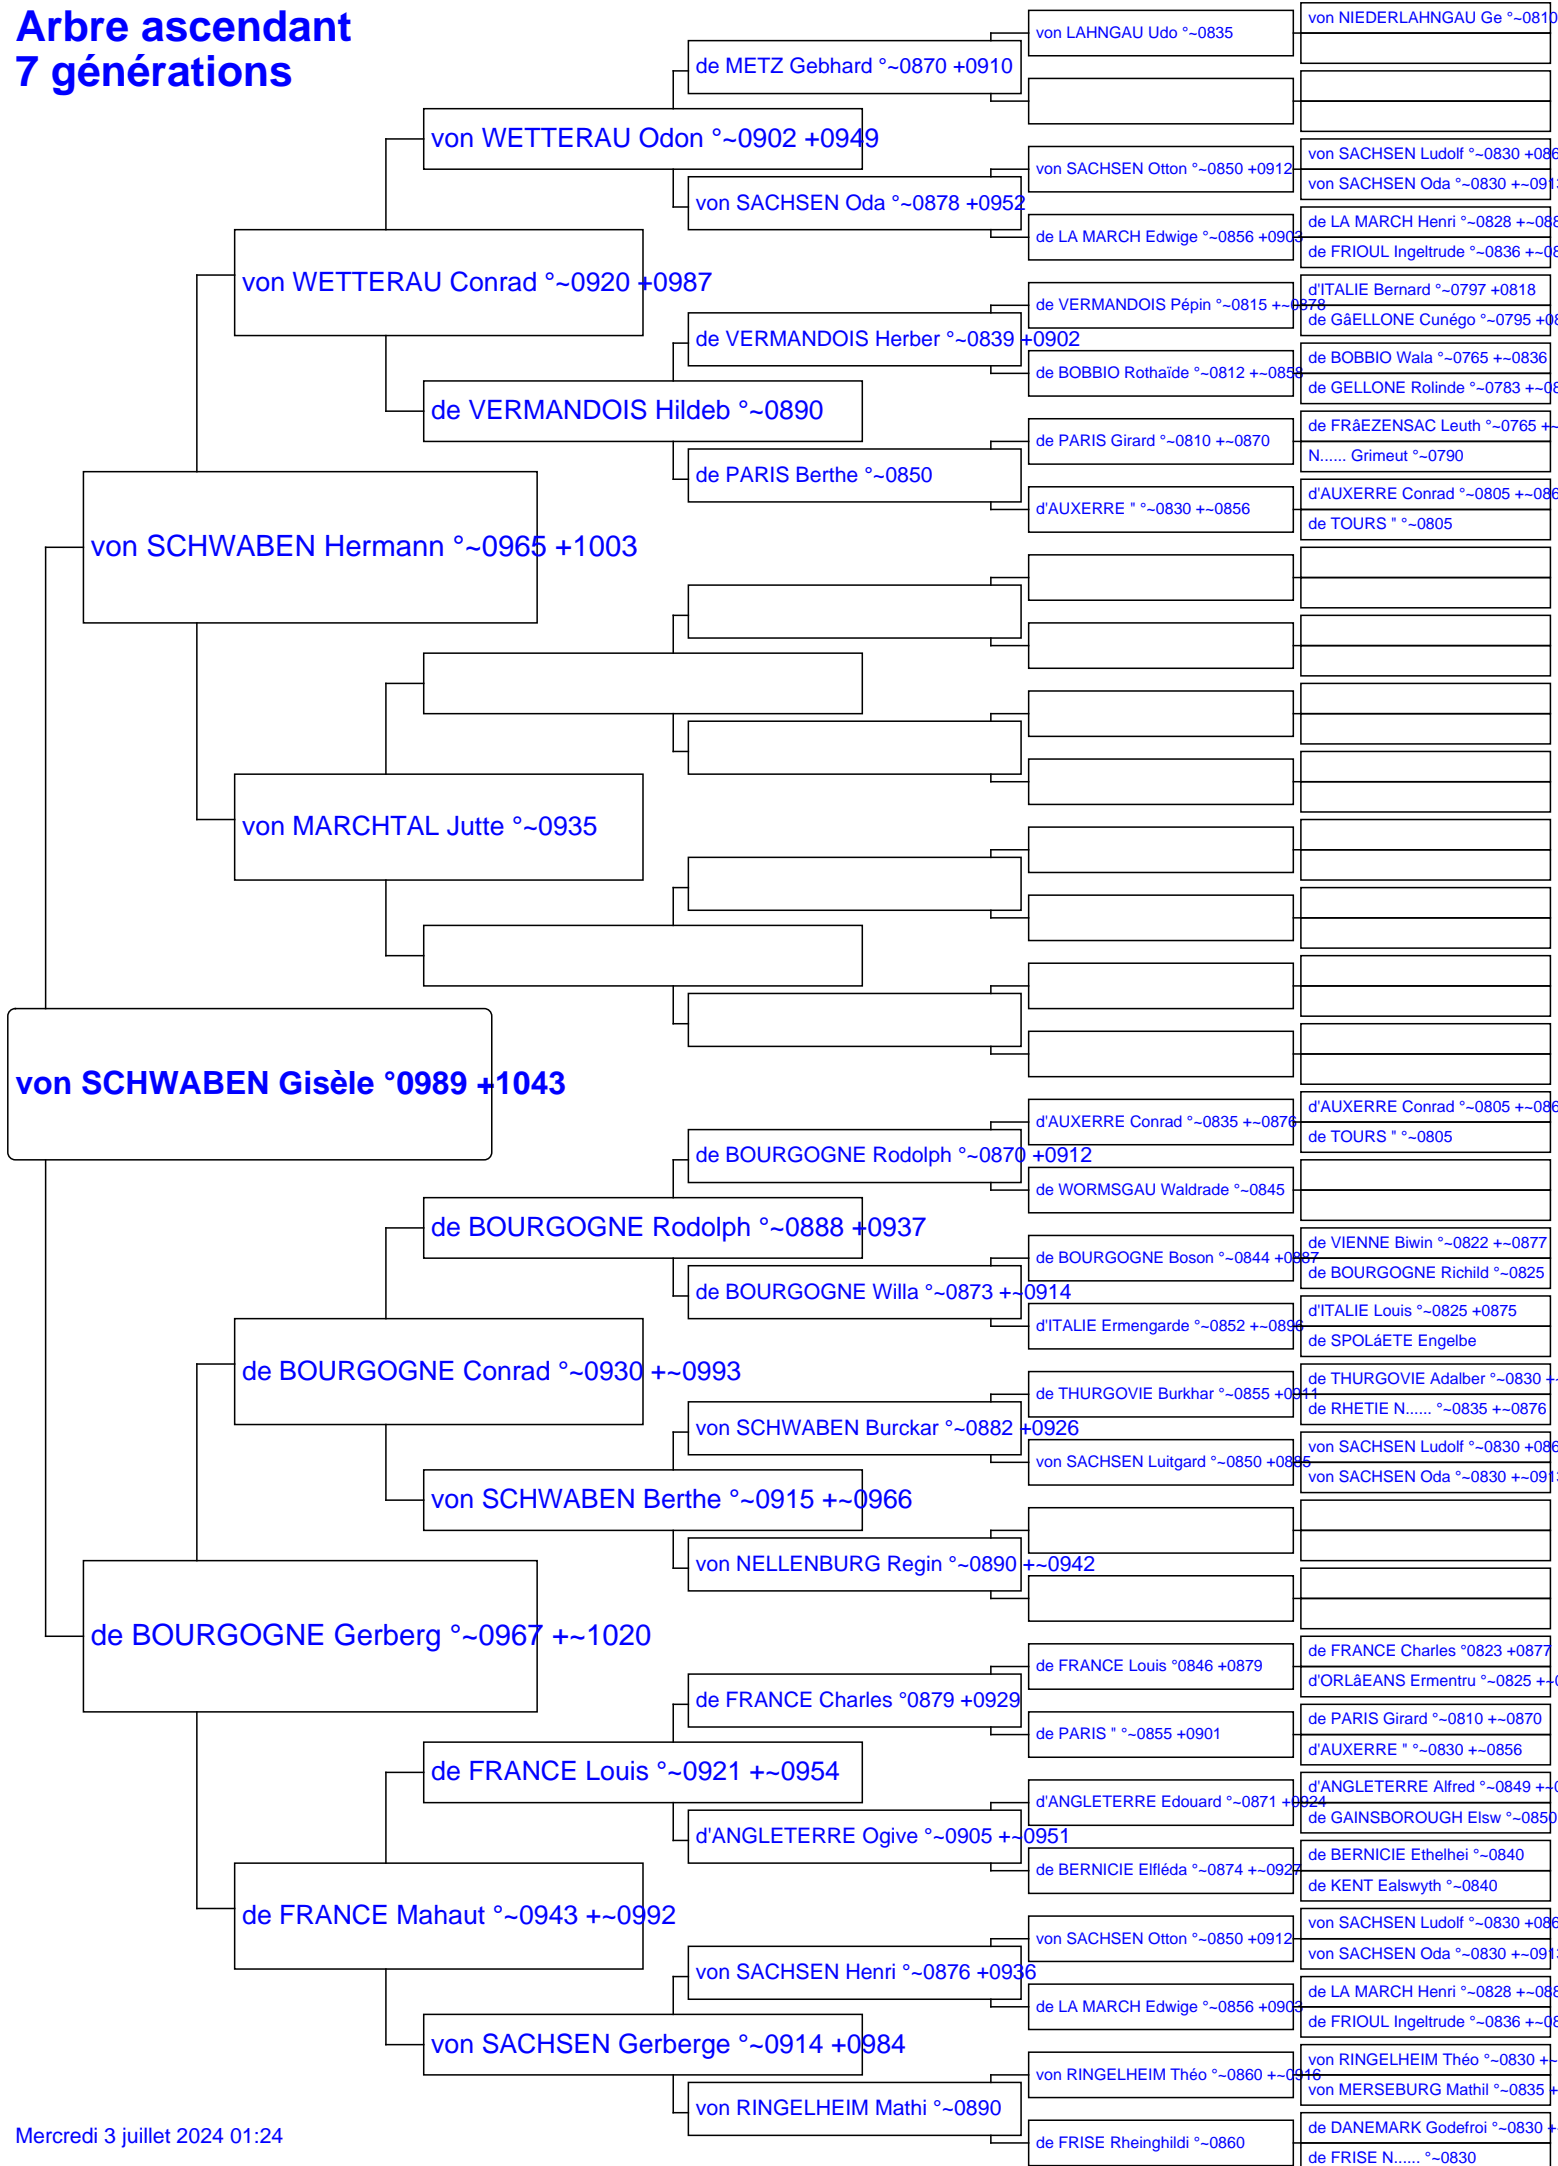 Arbre ascendant
7 générations
von SCHWABEN Gisèle °0989 +1043
von SCHWABEN Hermann °~0965 +1003
de BOURGOGNE Gerberg °~0967 +~1020
von WETTERAU Conrad °~0920 +0987
von MARCHTAL Jutte °~0935
de BOURGOGNE Conrad °~0930 +~0993
de FRANCE Mahaut °~0943 +~0992
von WETTERAU Odon °~0902 +0949
de VERMANDOIS Hildeb °~0890
de BOURGOGNE Rodolph °~0888 +0937
von SCHWABEN Berthe °~0915 +~0966
de FRANCE Louis °~0921 +~0954
von SACHSEN Gerberge °~0914 +0984
de METZ Gebhard °~0870 +0910
von SACHSEN Oda °~0878 +0952
de VERMANDOIS Herber °~0839 +0902
de PARIS Berthe °~0850
de BOURGOGNE Rodolph °~0870 +0912
de BOURGOGNE Willa °~0873 +~0914
von SCHWABEN Burckar °~0882 +0926
von NELLENBURG Regin °~0890 +~0942
de FRANCE Charles °0879 +0929
d'ANGLETERRE Ogive °~0905 +~0951
von SACHSEN Henri °~0876 +0936
von RINGELHEIM Mathi °~0890
von LAHNGAU Udo °~0835
von SACHSEN Otton °~0850 +0912
de LA MARCH Edwige °~0856 +0903
de VERMANDOIS Pépin °~0815 +~0878
de BOBBIO Rothaïde °~0812 +~0858
de PARIS Girard °~0810 +~0870
d'AUXERRE " °~0830 +~0856
d'AUXERRE Conrad °~0835 +~0876
de WORMSGAU Waldrade °~0845
de BOURGOGNE Boson °~0844 +0887
d'ITALIE Ermengarde °~0852 +~0896
de THURGOVIE Burkhar °~0855 +0911
von SACHSEN Luitgard °~0850 +0885
de FRANCE Louis °0846 +0879
de PARIS " °~0855 +0901
d'ANGLETERRE Edouard °~0871 +0924
de BERNICIE Elfléda °~0874 +~0927
von SACHSEN Otton °~0850 +0912
de LA MARCH Edwige °~0856 +0903
von RINGELHEIM Théo °~0860 +~0916
de FRISE Rheinghildi °~0860
von NIEDERLAHNGAU Ge °~0810
von SACHSEN Ludolf °~0830 +086
von SACHSEN Oda °~0830 +~0913
de LA MARCH Henri °~0828 +~088
de FRIOUL Ingeltrude °~0836 +~08
d'ITALIE Bernard °~0797 +0818
de GâELLONE Cunégo °~0795 +08
de BOBBIO Wala °~0765 +~0836
de GELLONE Rolinde °~0783 +~08
de FRâEZENSAC Leuth °~0765 +~
N...... Grimeut °~0790
d'AUXERRE Conrad °~0805 +~086
de TOURS " °~0805
d'AUXERRE Conrad °~0805 +~086
de TOURS " °~0805
de VIENNE Biwin °~0822 +~0877
de BOURGOGNE Richild °~0825
d'ITALIE Louis °~0825 +0875
de SPOLáETE Engelbe
de THURGOVIE Adalber °~0830 +~
de RHETIE N...... °~0835 +~0876
von SACHSEN Ludolf °~0830 +086
von SACHSEN Oda °~0830 +~0913
de FRANCE Charles °0823 +0877
d'ORLâEANS Ermentru °~0825 +~0
de PARIS Girard °~0810 +~0870
d'AUXERRE " °~0830 +~0856
d'ANGLETERRE Alfred °~0849 +~0
de GAINSBOROUGH Elsw °~0850
de BERNICIE Ethelhei °~0840
de KENT Ealswyth °~0840
von SACHSEN Ludolf °~0830 +086
von SACHSEN Oda °~0830 +~0913
de LA MARCH Henri °~0828 +~088
de FRIOUL Ingeltrude °~0836 +~08
von RINGELHEIM Théo °~0830 +~
von MERSEBURG Mathil °~0835 +
de DANEMARK Godefroi °~0830 +~
de FRISE N...... °~0830
Mercredi 3 juillet 2024 01:24